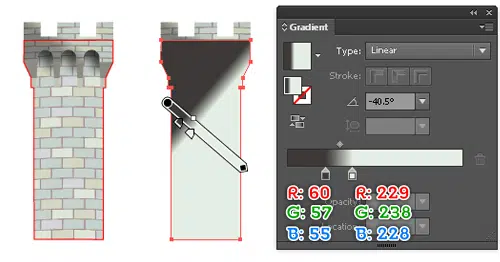 Gradient
Type: Linear
Stroke:
-40.5°
R: 60 R: 229
G: 57 G: 238
B: 55 B: 228